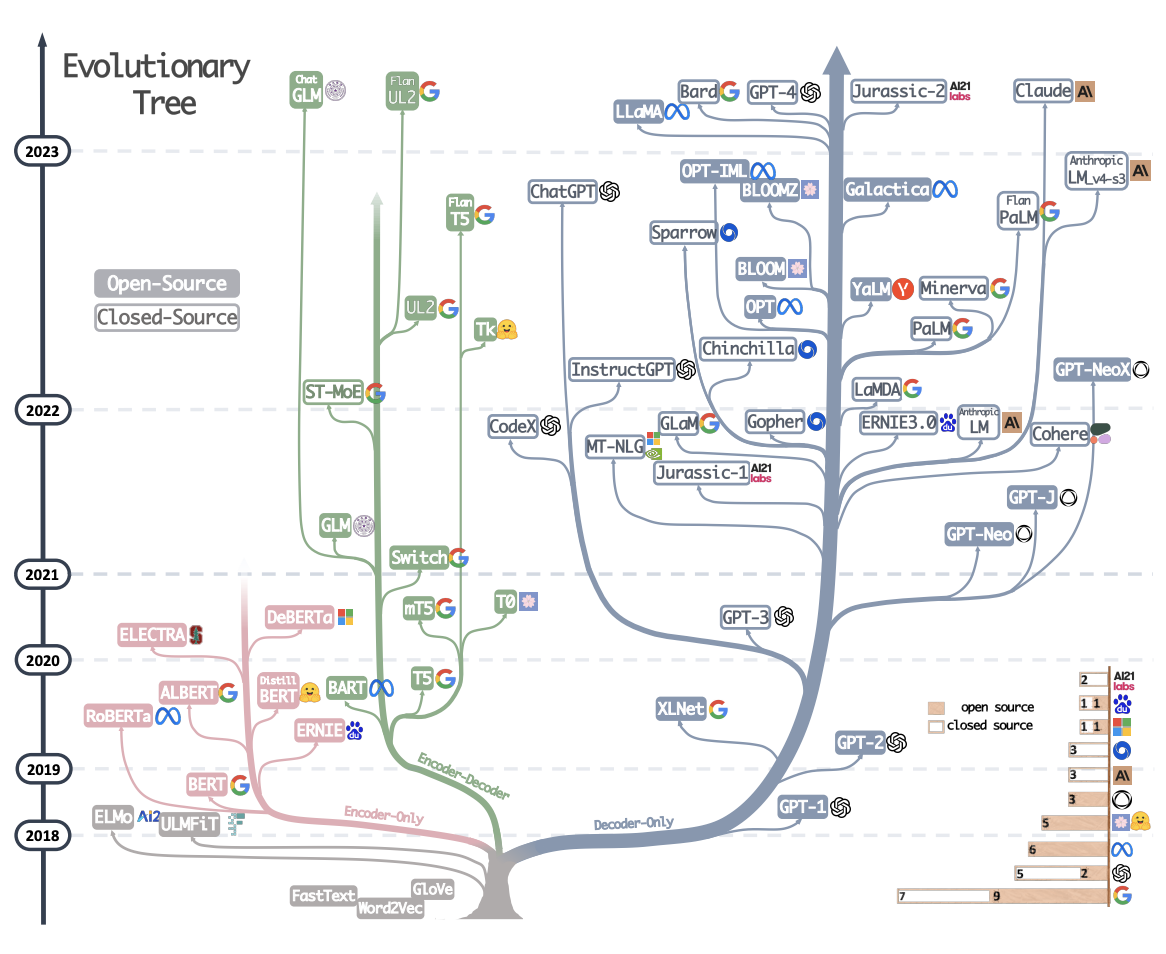 Evolutionary
Tree
2023
2022
2021
2020
2019
2018
Open-Source
Closed-Source
Chat
GLM
Flan
UL2
Flan
T5
UL2
Tk
ST-MoE
GLM
Switch
mT5
T0
T5
BART
DeBERTa
ELECTRA
ALBERT
Distill
BERT
RoBERTa
ERNIE
BERT
ELMo
Ai2
ULMFiT
FastText
Word2Vec
GloVe
Encoder-Only
Encoder-Decoder
Decoder-Only
LLaMA
Bard
GPT-4
Jurassic-2
AI21
labs
Claude
A\
Anthropic
LM_v4-s3
A\
OPT-IML
BLOOMZ
Galactica
ChatGPT
Flan
PaLM
Sparrow
BLOOM
YaLM
Y
Minerva
OPT
PaLM
Chinchilla
InstructGPT
GPT-NeoX
LaMDA
CodeX
GLaM
Gopher
ERNIE3.0
du
Anthropic
LM
A\
Cohere
MT-NLG
Jurassic-1
AI21
labs
GPT-J
GPT-Neo
GPT-3
XLNet
GPT-2
GPT-1
open source
closed source
2
AI21
labs
1 1
du
1 1
3
3
A\
3
5
6
5 2
7 9